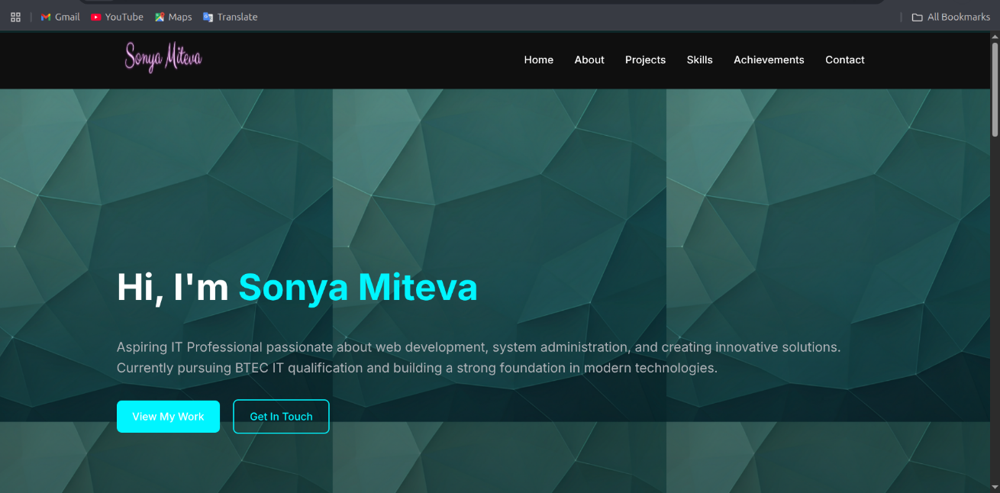 Gmail YouTube Maps Translate All Bookmarks
Sonya Miteva Home About Projects Skills Achievements Contact
Hi, I'm Sonya Miteva
Aspiring IT Professional passionate about web development, system administration, and creating innovative solutions.
Currently pursuing BTEC IT qualification and building a strong foundation in modern technologies.
View My Work Get In Touch